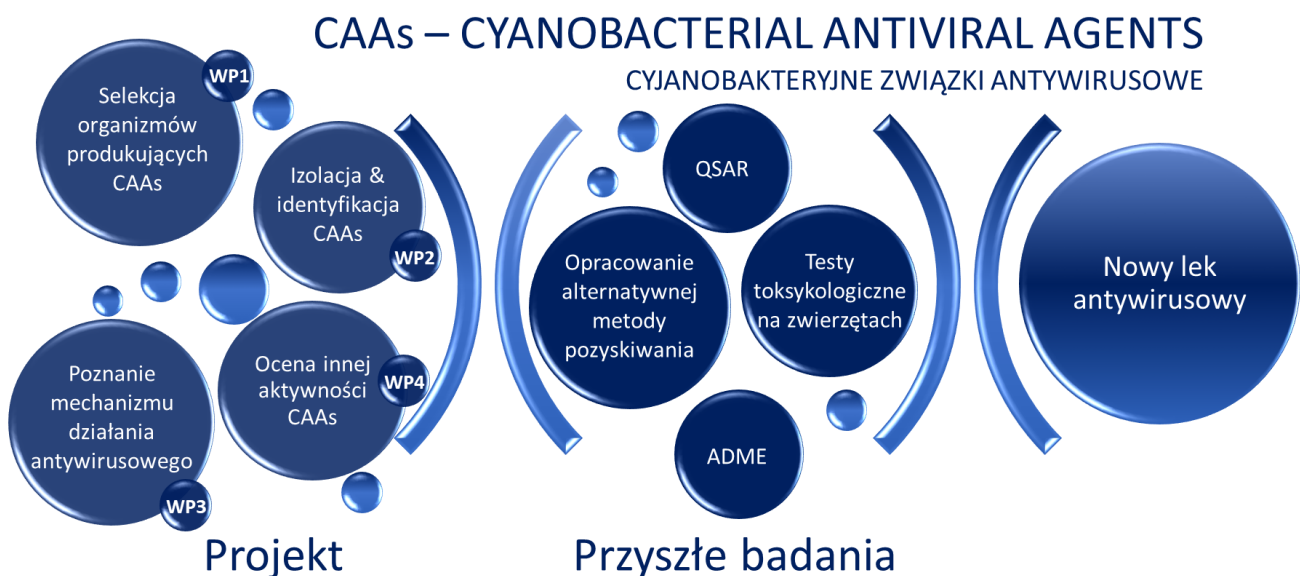 CAAs – CYANOBACTERIAL ANTIVIRAL AGENTS
CYJANOBAKTERYJNE ZWIĄZKI ANTYWIRUSOWE
WP1
Selekcja
organizmów
produkujących
CAAs
Izolacja &
identyfikacja
CAAs
WP2
Poznanie
mechanizmu
działania
antywirusowego
WP3
Ocena innej
aktywności
CAAs
WP4
QSAR
Opracowanie
alternatywnej
metody
pozyskiwania
Testy
toksykologiczne
na zwierzętach
ADME
Nowy lek
antywirusowy
Projekt
Przyszłe badania